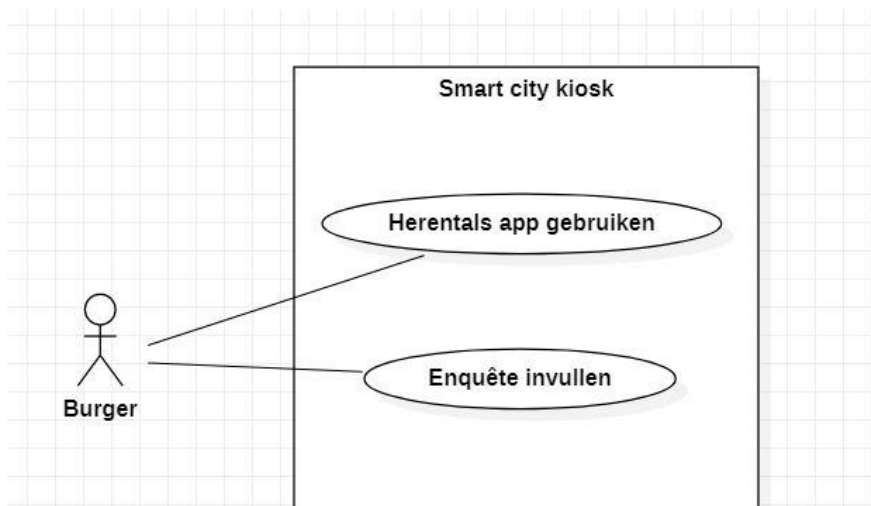 Smart city kiosk
Herentals app gebruiken
Enquête invullen
Burger